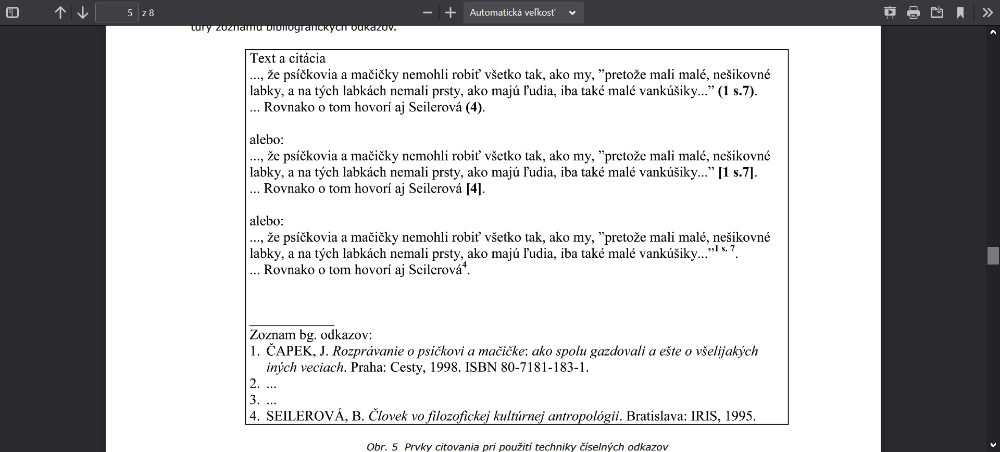 5 z 8 Automatická veľkosť
túry zoznamu bibliografických odkazov.
Text a citácia
..., že psíčkovia a mačičky nemohli robiť všetko tak, ako my, ”pretože mali malé, nešikovné
labky, a na tých labkách nemali prsty, ako majú ľudia, iba také malé vankúšiky...” (1 s.7).
... Rovnako o tom hovorí aj Seilerová (4).
alebo:
..., že psíčkovia a mačičky nemohli robiť všetko tak, ako my, ”pretože mali malé, nešikovné
labky, a na tých labkách nemali prsty, ako majú ľudia, iba také malé vankúšiky...” [1 s.7].
... Rovnako o tom hovorí aj Seilerová [4].
alebo:
..., že psíčkovia a mačičky nemohli robiť všetko tak, ako my, ”pretože mali malé, nešikovné
labky, a na tých labkách nemali prsty, ako majú ľudia, iba také malé vankúšiky...”1 s. 7.
... Rovnako o tom hovorí aj Seilerová4.
Zoznam bg. odkazov:
1. ČAPEK, J. Rozprávanie o psíčkovi a mačičke: ako spolu gazdovali a ešte o všelijakých
iných veciach. Praha: Cesty, 1998. ISBN 80-7181-183-1.
2. ...
3. ...
4. SEILEROVÁ, B. Človek vo filozofickej kultúrnej antropológii. Bratislava: IRIS, 1995.
Obr. 5 Prvky citovania pri použití techniky číselných odkazov